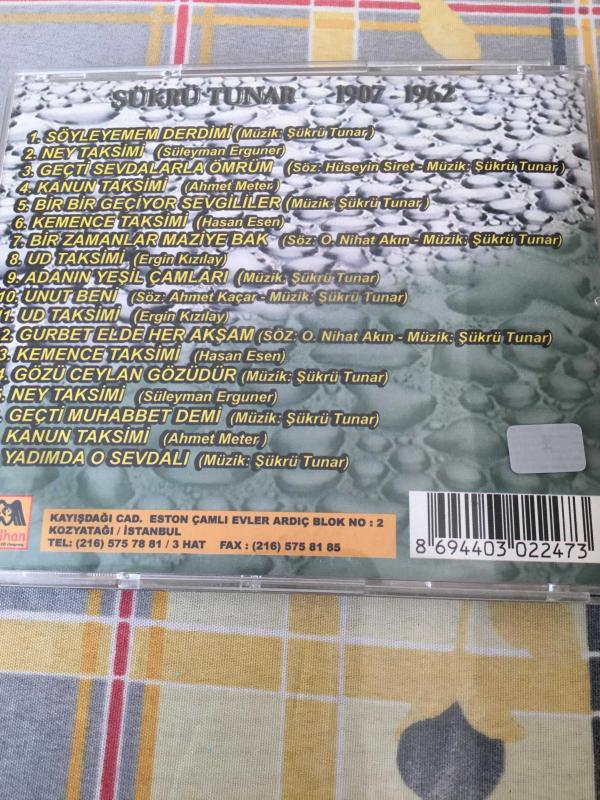 ŞÜKRÜ TUNAR 1907 - 1962
1. SÖYLEYEMEM DERDİMİ (Müzik: Şükrü Tunar)
2. NEY TAKSİMİ (Süleyman Erguner)
3. GEÇTİ SEVDALARLA ÖMRÜM (Söz: Hüseyin Siret - Müzik: Şükrü Tunar)
4. KANUN TAKSİMİ (Ahmet Meter)
5. BİR BİR GEÇİYOR SEVGİLİLER (Müzik: Şükrü Tunar)
6. KEMENCE TAKSİMİ (Hasan Esen)
7. BİR ZAMANLAR MAZİYE BAK (Söz: O. Nihat Akın - Müzik: Şükrü Tunar)
8. UD TAKSİMİ (Ergin Kızılay)
9. ADANIN YEŞİL ÇAMLARI (Müzik: Şükrü Tunar)
10. UNUT BENİ (Söz: Ahmet Kaçar - Müzik: Şükrü Tunar)
1. UD TAKSİMİ (Ergin Kızılay)
2. GURBET ELDE HER AKŞAM (SÖZ: O. Nihat Akın - Müzik: Şükrü Tunar)
3. KEMENCE TAKSİMİ (Hasan Esen)
4. GÖZÜ CEYLAN GÖZÜDÜR (Müzik: Şükrü Tunar)
. NEY TAKSİMİ (Süleyman Erguner)
GEÇTİ MUHABBET DEMİ (Müzik: Şükrü Tunar)
KANUN TAKSİMİ (Ahmet Meter)
YADIMDA O SEVDALI (Müzik: Şükrü Tunar)
KAYIŞDAĞI CAD. ESTON ÇAMLI EVLER ARDIÇ BLOK NO : 2
KOZYATAĞI / İSTANBUL
TEL: (216) 575 78 81 / 3 HAT FAX : (216) 575 81 85
8 694403 022473